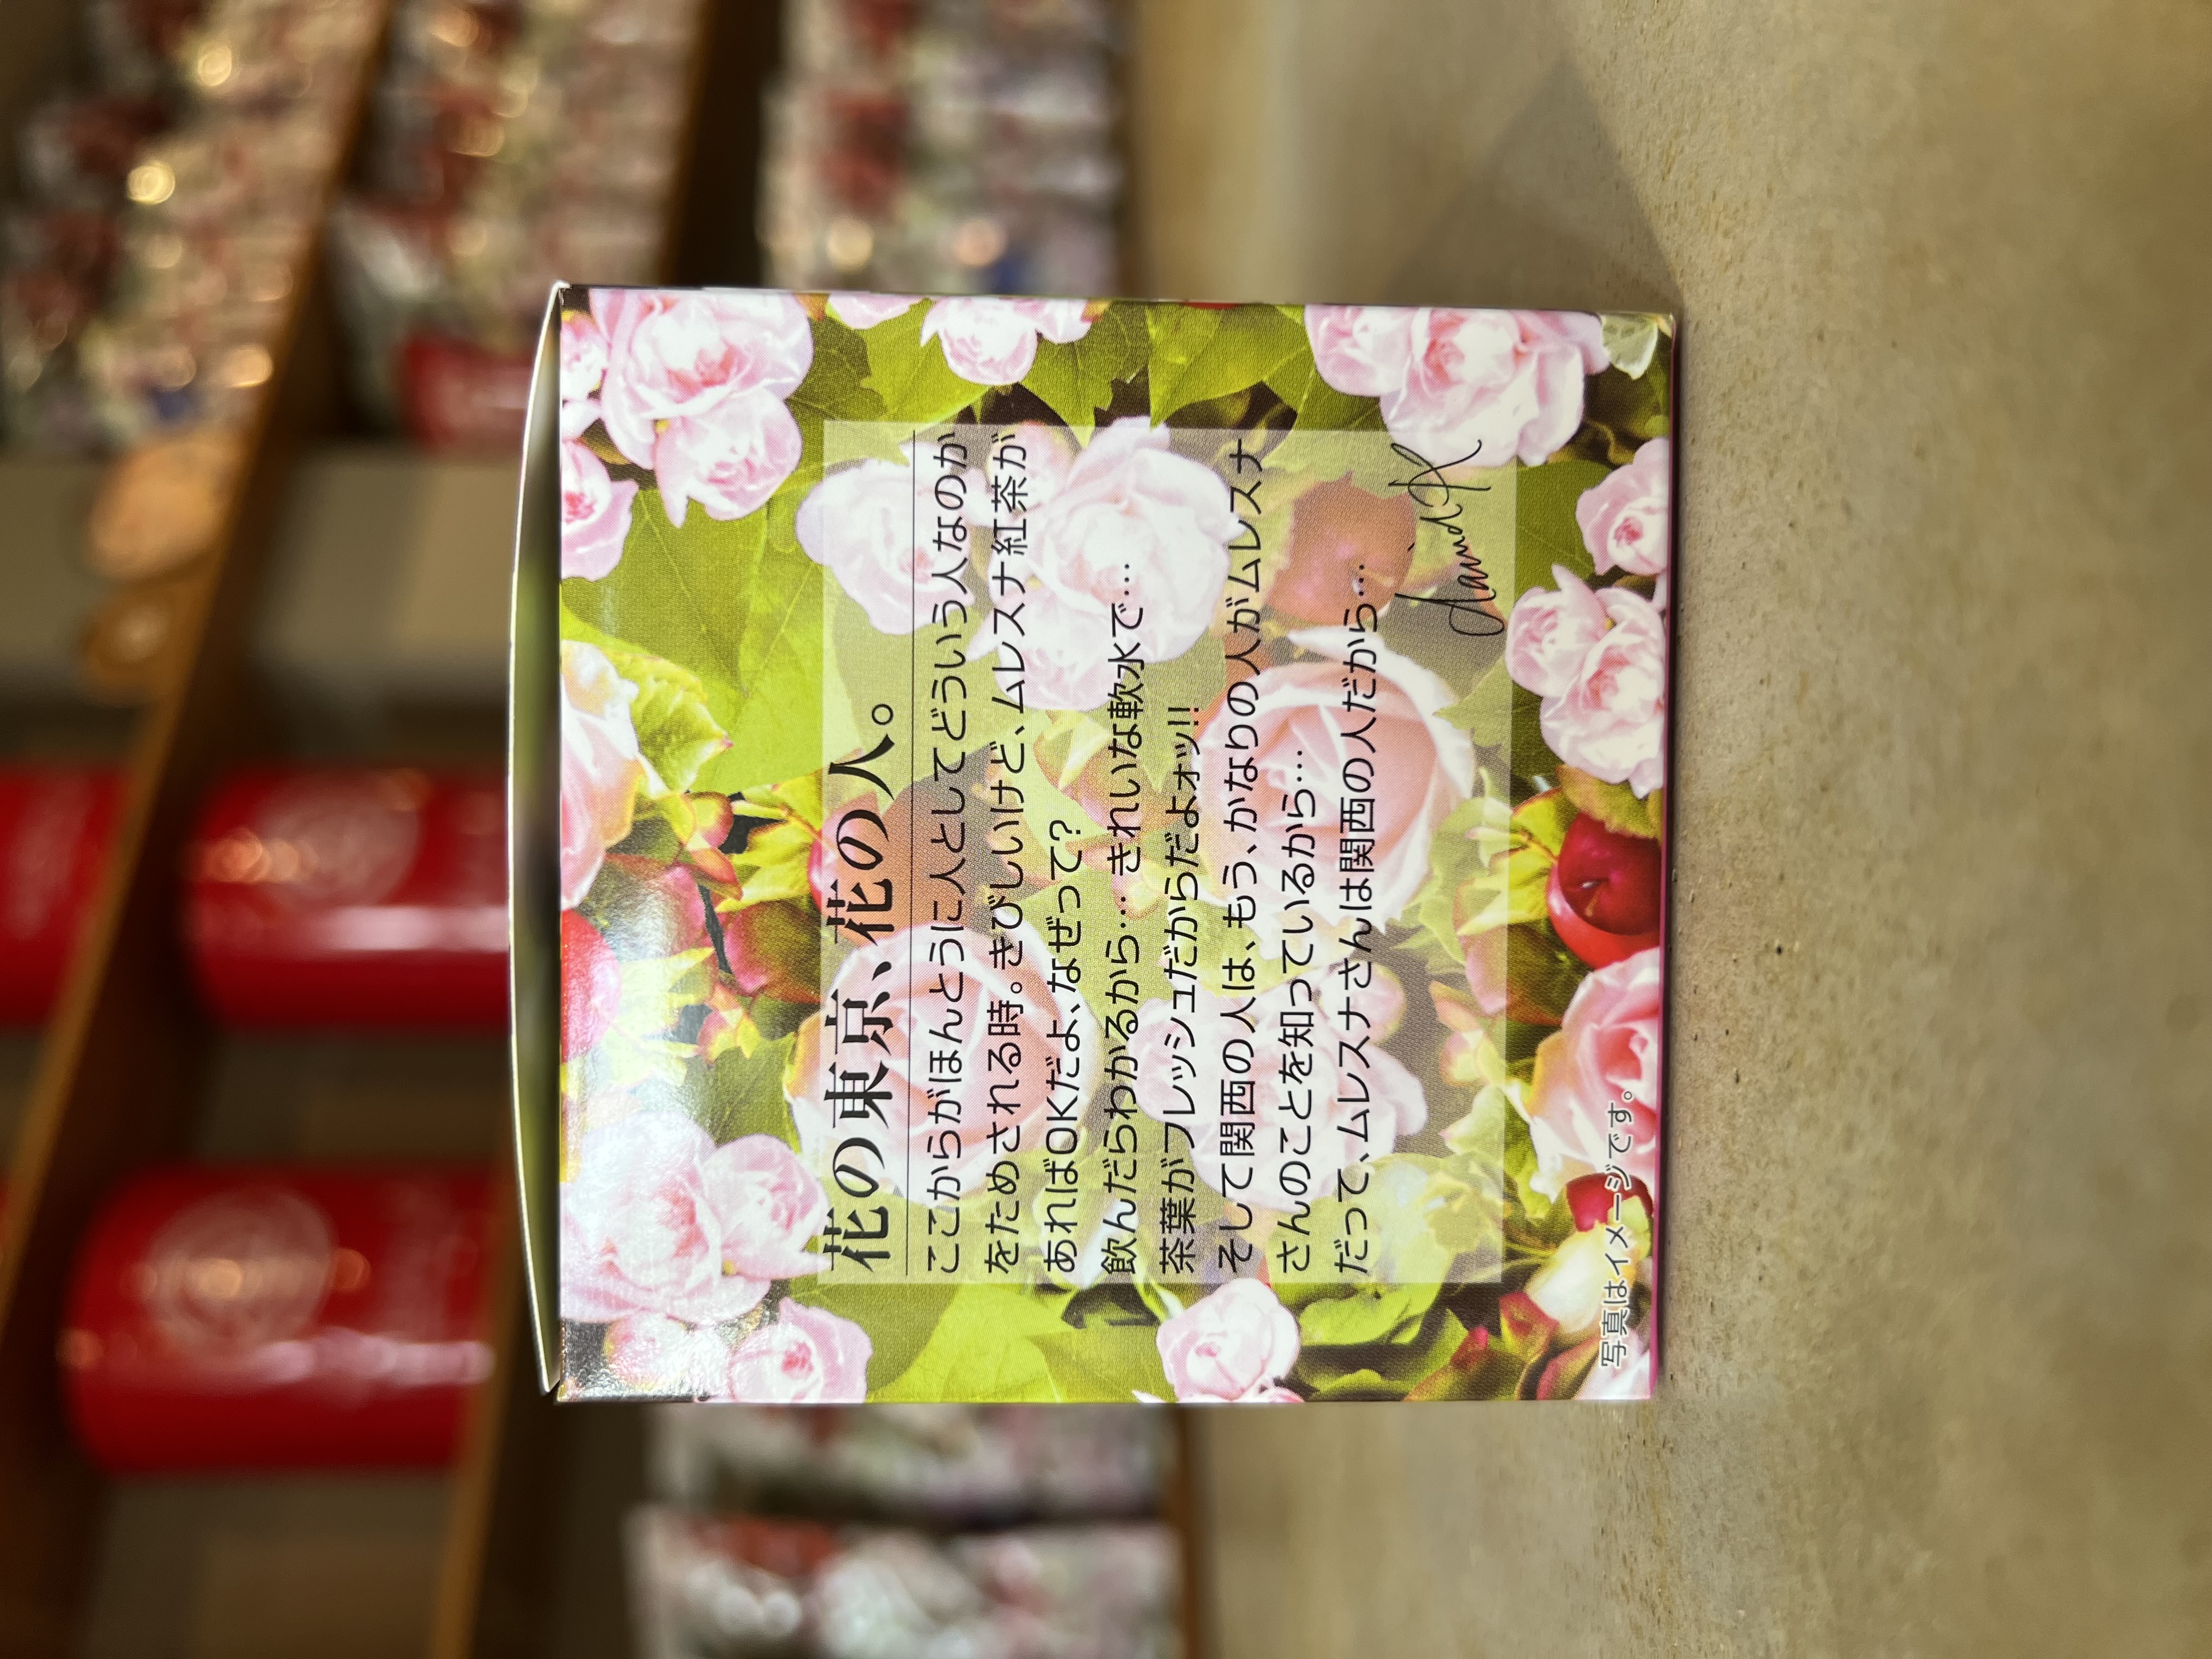 花の東京、花の人。
ここからがほんとうに人としてどういう人なのか
をためされる時。きびしいけど、ムレスナ紅茶が
あればOKだよ、なぜって?
飲んだらわかるから… きれいな軟水で…
茶葉がフレッシュだからだよォッ!!
そして関西の人は、もう、かなりの人がムレスナ
さんのことを知っているから…
だって、ムレスナさんは関西の人だから…
David K
写真はイメージです。